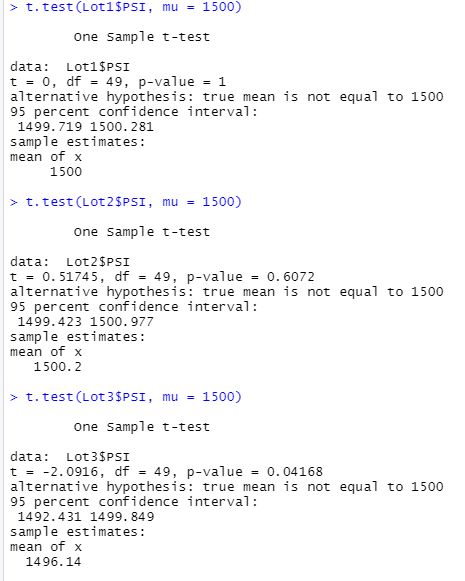 > t.test(Lot1$PSI, mu = 1500)
One Sample t-test
data: Lot1$PSI
t = 0, df = 49, p-value = 1
alternative hypothesis: true mean is not equal to 1500
95 percent confidence interval:
1499.719 1500.281
sample estimates:
mean of x
1500
> t.test(Lot2$PSI, mu = 1500)
One Sample t-test
data: Lot2$PSI
t = 0.51745, df = 49, p-value = 0.6072
alternative hypothesis: true mean is not equal to 1500
95 percent confidence interval:
1499.423 1500.977
sample estimates:
mean of x
1500.2
> t.test(Lot3$PSI, mu = 1500)
One Sample t-test
data: Lot3$PSI
t = -2.0916, df = 49, p-value = 0.04168
alternative hypothesis: true mean is not equal to 1500
95 percent confidence interval:
1492.431 1499.849
sample estimates:
mean of x
1496.14